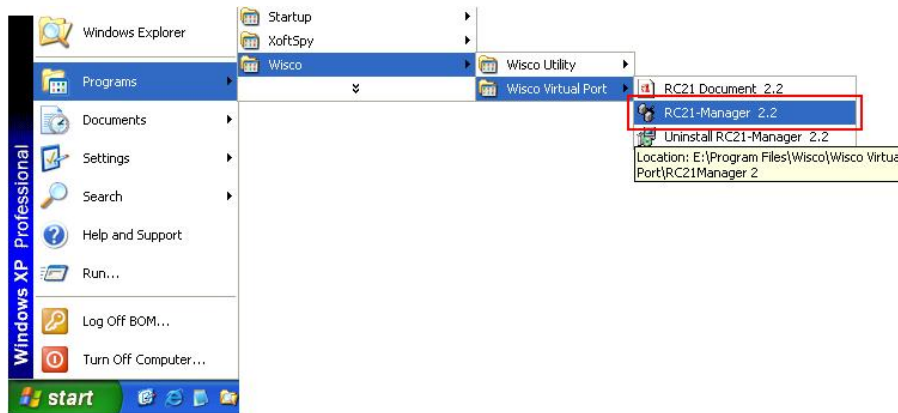 Windows XP Professional
Windows Explorer
Programs
Documents
Settings
Search
Help and Support
Run...
Log Off BOM...
Turn Off Computer...
start
Startup
XoftSpy
Wisco
Wisco Utility
Wisco Virtual Port
RC21 Document 2.2
RC21-Manager 2.2
Uninstall RC21-Manager 2.2
Location: E:\Program Files\Wisco\Wisco Virtua
Port\RC21Manager 2